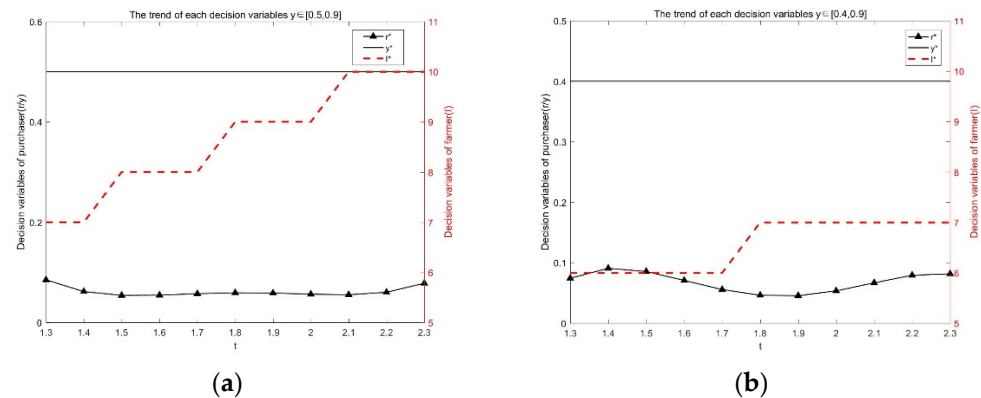 The trend of each decision variables y∈[0.5,0.9]
r*
y*
l*
Decision variables of purchaser(r/y)
0.6
0.4
0.2
0
Decision variables of farmer(l)
11
10
9
8
7
6
5
1.3 1.4 1.5 1.6 1.7 1.8 1.9 2 2.1 2.2 2.3
t
(a)
The trend of each decision variables y∈[0.4,0.9]
r*
y*
l*
Decision variables of purchaser(r/y)
0.5
0.4
0.3
0.2
0.1
0
Decision variables of farmer(l)
11
10
9
8
7
6
5
1.3 1.4 1.5 1.6 1.7 1.8 1.9 2 2.1 2.2 2.3
t
(b)